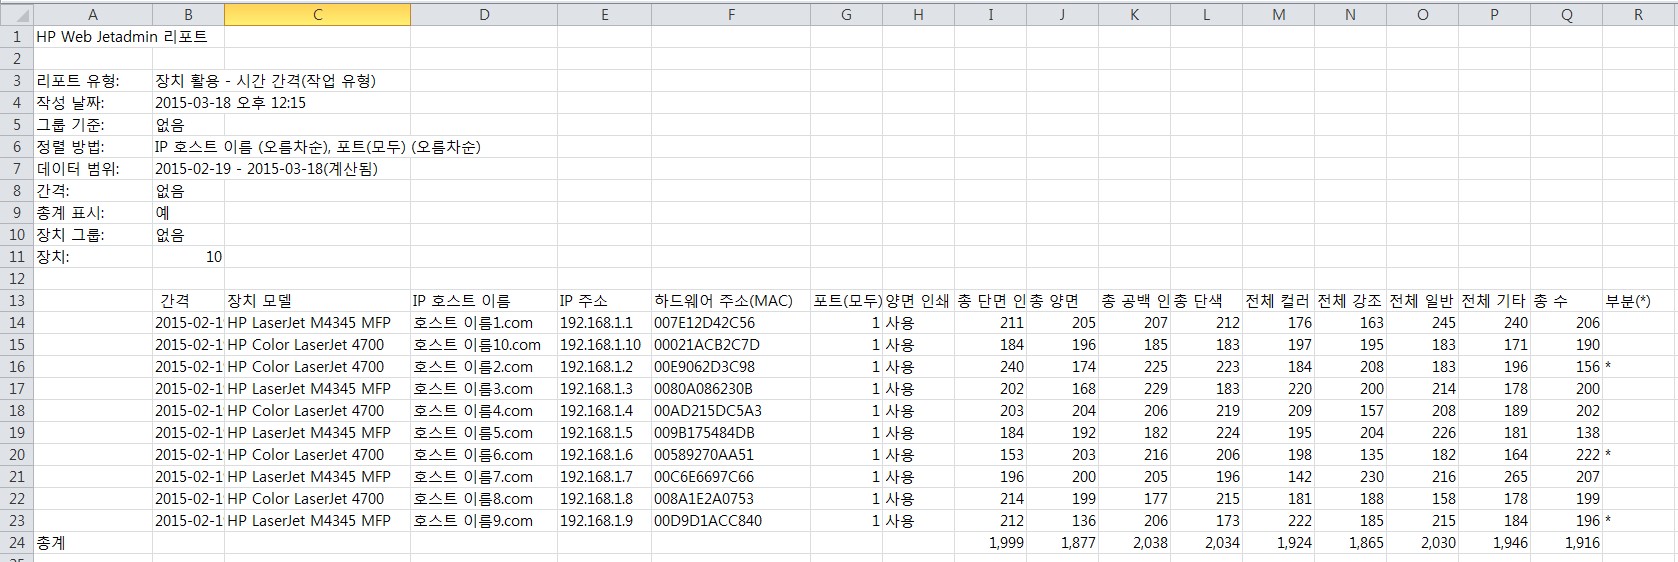 A B C D E F G H I J K L M N O P Q R
1 HP Web Jetadmin 리포트
2
3 리포트 유형: 장치 활용 - 시간 간격(작업 유형)
4 작성 날짜: 2015-03-18 오후 12:15
5 그룹 기준: 없음
6 정렬 방법: IP 호스트 이름 (오름차순), 포트(모두) (오름차순)
7 데이터 범위: 2015-02-19 - 2015-03-18(계산됨)
8 간격: 없음
9 총계 표시: 예
10 장치 그룹: 없음
11 장치: 10
12
13 간격 장치 모델 IP 호스트 이름 IP 주소 하드웨어 주소(MAC) 포트(모두) 양면 인쇄 총 단면 인 총 양면 총 공백 인 총 단색 전체 컬러 전체 강조 전체 일반 전체 기타 총 수 부분(*)
14 2015-02-1 HP LaserJet M4345 MFP 호스트 이름1.com 192.168.1.1 007E12D42C56 1 사용 211 205 207 212 176 163 245 240 206
15 2015-02-1 HP Color LaserJet 4700 호스트 이름10.com 192.168.1.10 00021ACB2C7D 1 사용 184 196 185 183 197 195 183 171 190
16 2015-02-1 HP Color LaserJet 4700 호스트 이름2.com 192.168.1.2 00E9062D3C98 1 사용 240 174 225 223 184 208 183 196 156 *
17 2015-02-1 HP LaserJet M4345 MFP 호스트 이름3.com 192.168.1.3 0080A086230B 1 사용 202 168 229 183 220 200 214 178 200
18 2015-02-1 HP Color LaserJet 4700 호스트 이름4.com 192.168.1.4 00AD215DC5A3 1 사용 203 204 206 219 209 157 208 189 202
19 2015-02-1 HP LaserJet M4345 MFP 호스트 이름5.com 192.168.1.5 009B175484DB 1 사용 184 192 182 224 195 204 226 181 138
20 2015-02-1 HP Color LaserJet 4700 호스트 이름6.com 192.168.1.6 00589270AA51 1 사용 153 203 216 206 198 135 182 164 222 *
21 2015-02-1 HP LaserJet M4345 MFP 호스트 이름7.com 192.168.1.7 00C6E6697C66 1 사용 196 200 205 196 142 230 216 265 207
22 2015-02-1 HP Color LaserJet 4700 호스트 이름8.com 192.168.1.8 008A1E2A0753 1 사용 214 199 177 215 181 188 158 178 199
23 2015-02-1 HP LaserJet M4345 MFP 호스트 이름9.com 192.168.1.9 00D9D1ACC840 1 사용 212 136 206 173 222 185 215 184 196 *
24 총계 1,999 1,877 2,038 2,034 1,924 1,865 2,030 1,946 1,916